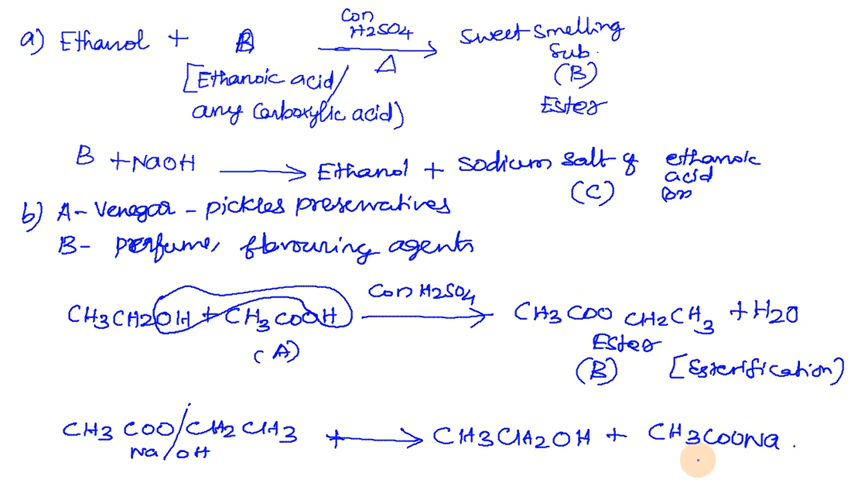 a) Ethanol + A Con H2SO4 Δ Sweet smelling Sub. (B) Ester
[Ethanoic acid/
any Carboxylic acid)
B + NaOH → Ethanol + Sodium salt of ethanoic acid (C)
b) A - Venegar - pickles preservatives
B - perfume, flavouring agents
CH3CH2OH + CH3COOH Con H2SO4 → CH3COO CH2CH3 + H2O
(A) Ester
(B) [Esterification)
CH3 COO/CH2CH3 + → CH3CH2OH + CH3COONa.
Na/OH